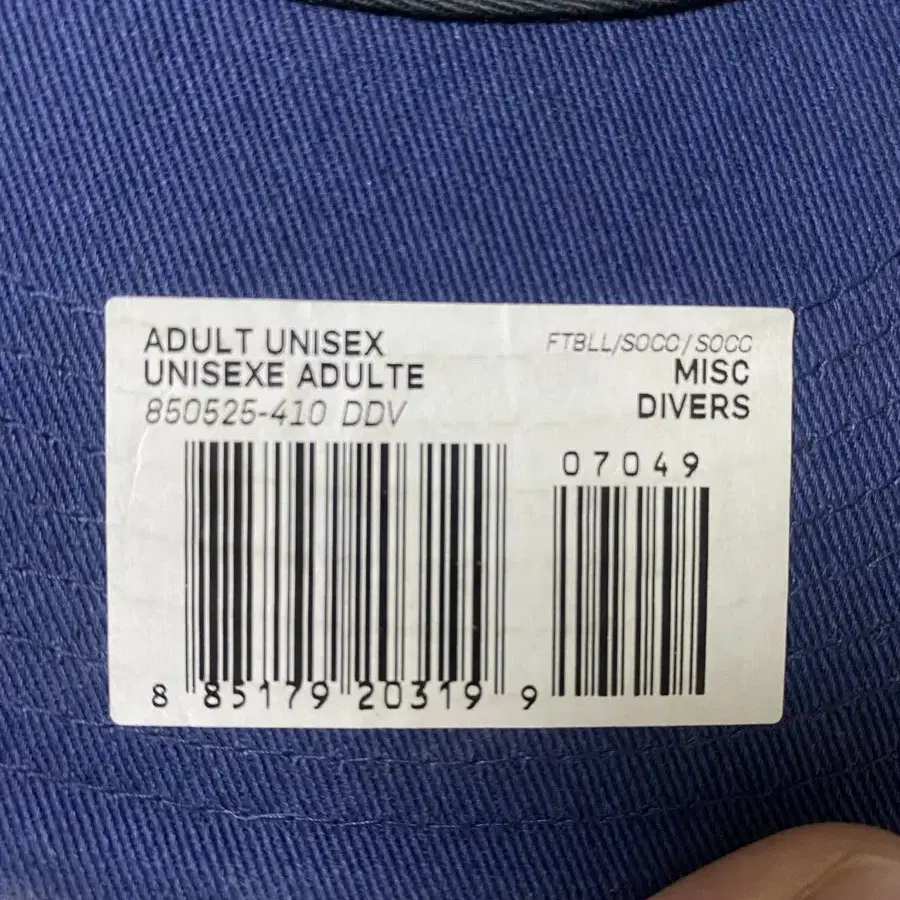 ADULT UNISEX
UNISEXE ADULTE
850525-410 DDV
FTBLL/SOCC/SOCC
MISC
DIVERS
07049
8 85179 20319 9